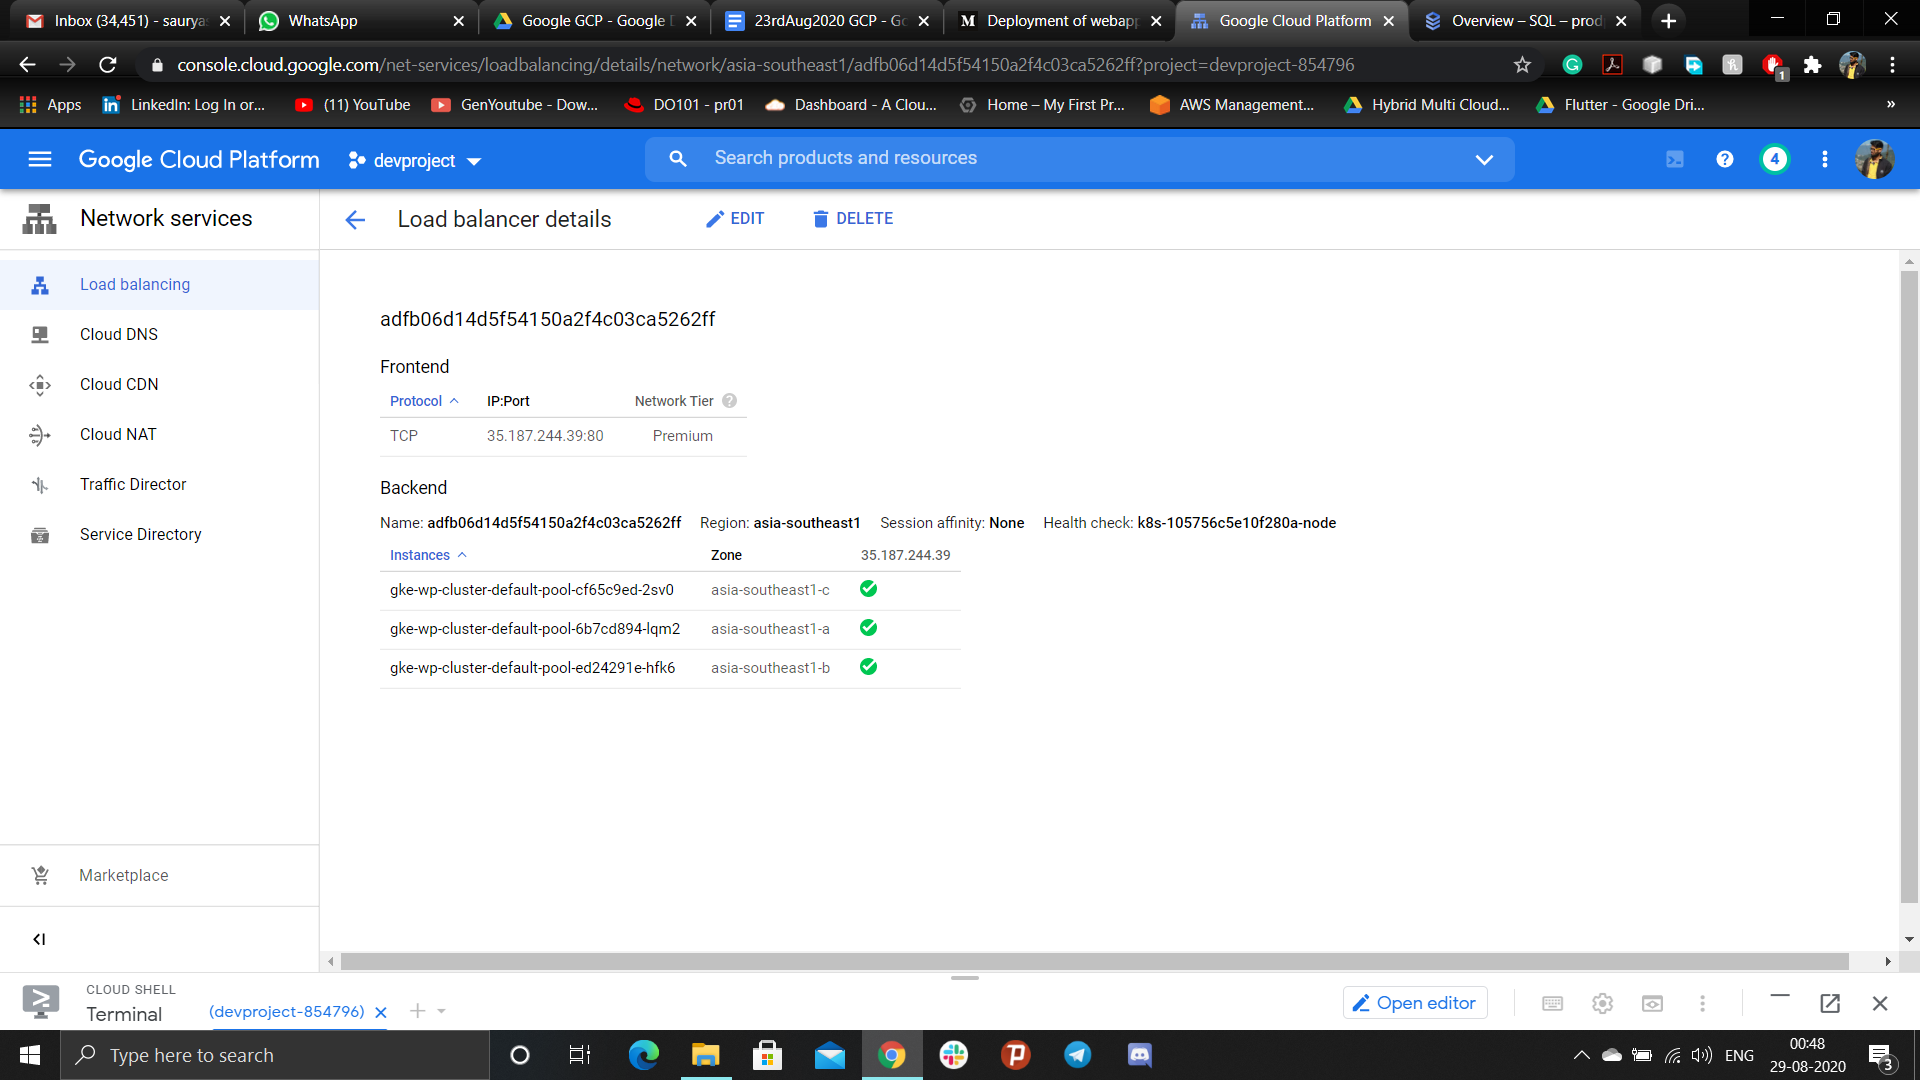 Inbox (34,451) - saurya
WhatsApp
Google GCP - Google D
23rdAug2020 GCP - Go
M Deployment of webapp
Google Cloud Platform
Overview – SQL – prod
console.cloud.google.com/net-services/loadbalancing/details/network/asia-southeast1/adfb06d14d5f54150a2f4c03ca5262ff?project=devproject-854796
1
Apps
LinkedIn: Log In or...
(11) YouTube
GenYoutube - Dow...
DO101 - pr01
Dashboard - A Clou...
Home – My First Pr...
AWS Management...
Hybrid Multi Cloud...
Flutter - Google Dri...
»
Google Cloud Platform
devproject
Search products and resources
4
Network services
Load balancer details
EDIT
DELETE
Load balancing
Cloud DNS
Cloud CDN
Cloud NAT
Traffic Director
Service Directory
Marketplace
adfb06d14d5f54150a2f4c03ca5262ff
Frontend
Protocol IP:Port Network Tier
TCP 35.187.244.39:80 Premium
Backend
Name: adfb06d14d5f54150a2f4c03ca5262ff Region: asia-southeast1 Session affinity: None Health check: k8s-105756c5e10f280a-node
Instances Zone 35.187.244.39
gke-wp-cluster-default-pool-cf65c9ed-2sv0 asia-southeast1-c
gke-wp-cluster-default-pool-6b7cd894-lqm2 asia-southeast1-a
gke-wp-cluster-default-pool-ed24291e-hfk6 asia-southeast1-b
CLOUD SHELL
Terminal
(devproject-854796)
Open editor
Type here to search
ENG
00:48
29-08-2020
3